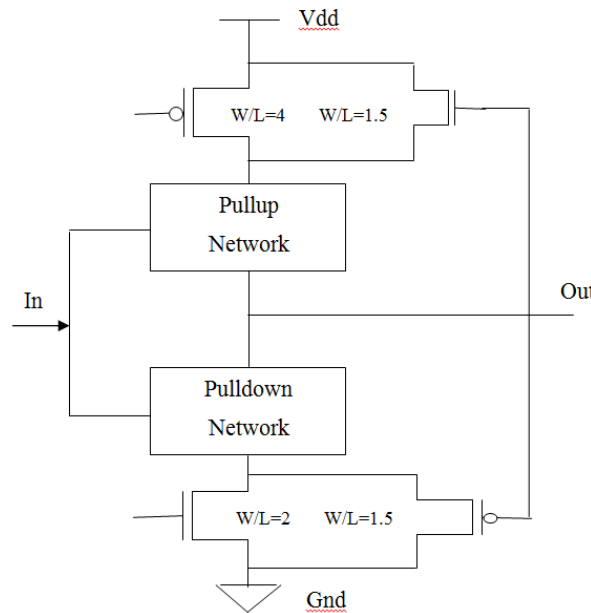 Vdd
W/L=4
W/L=1.5
Pullup
Network
In
Out
Pulldown
Network
W/L=2
W/L=1.5
Gnd